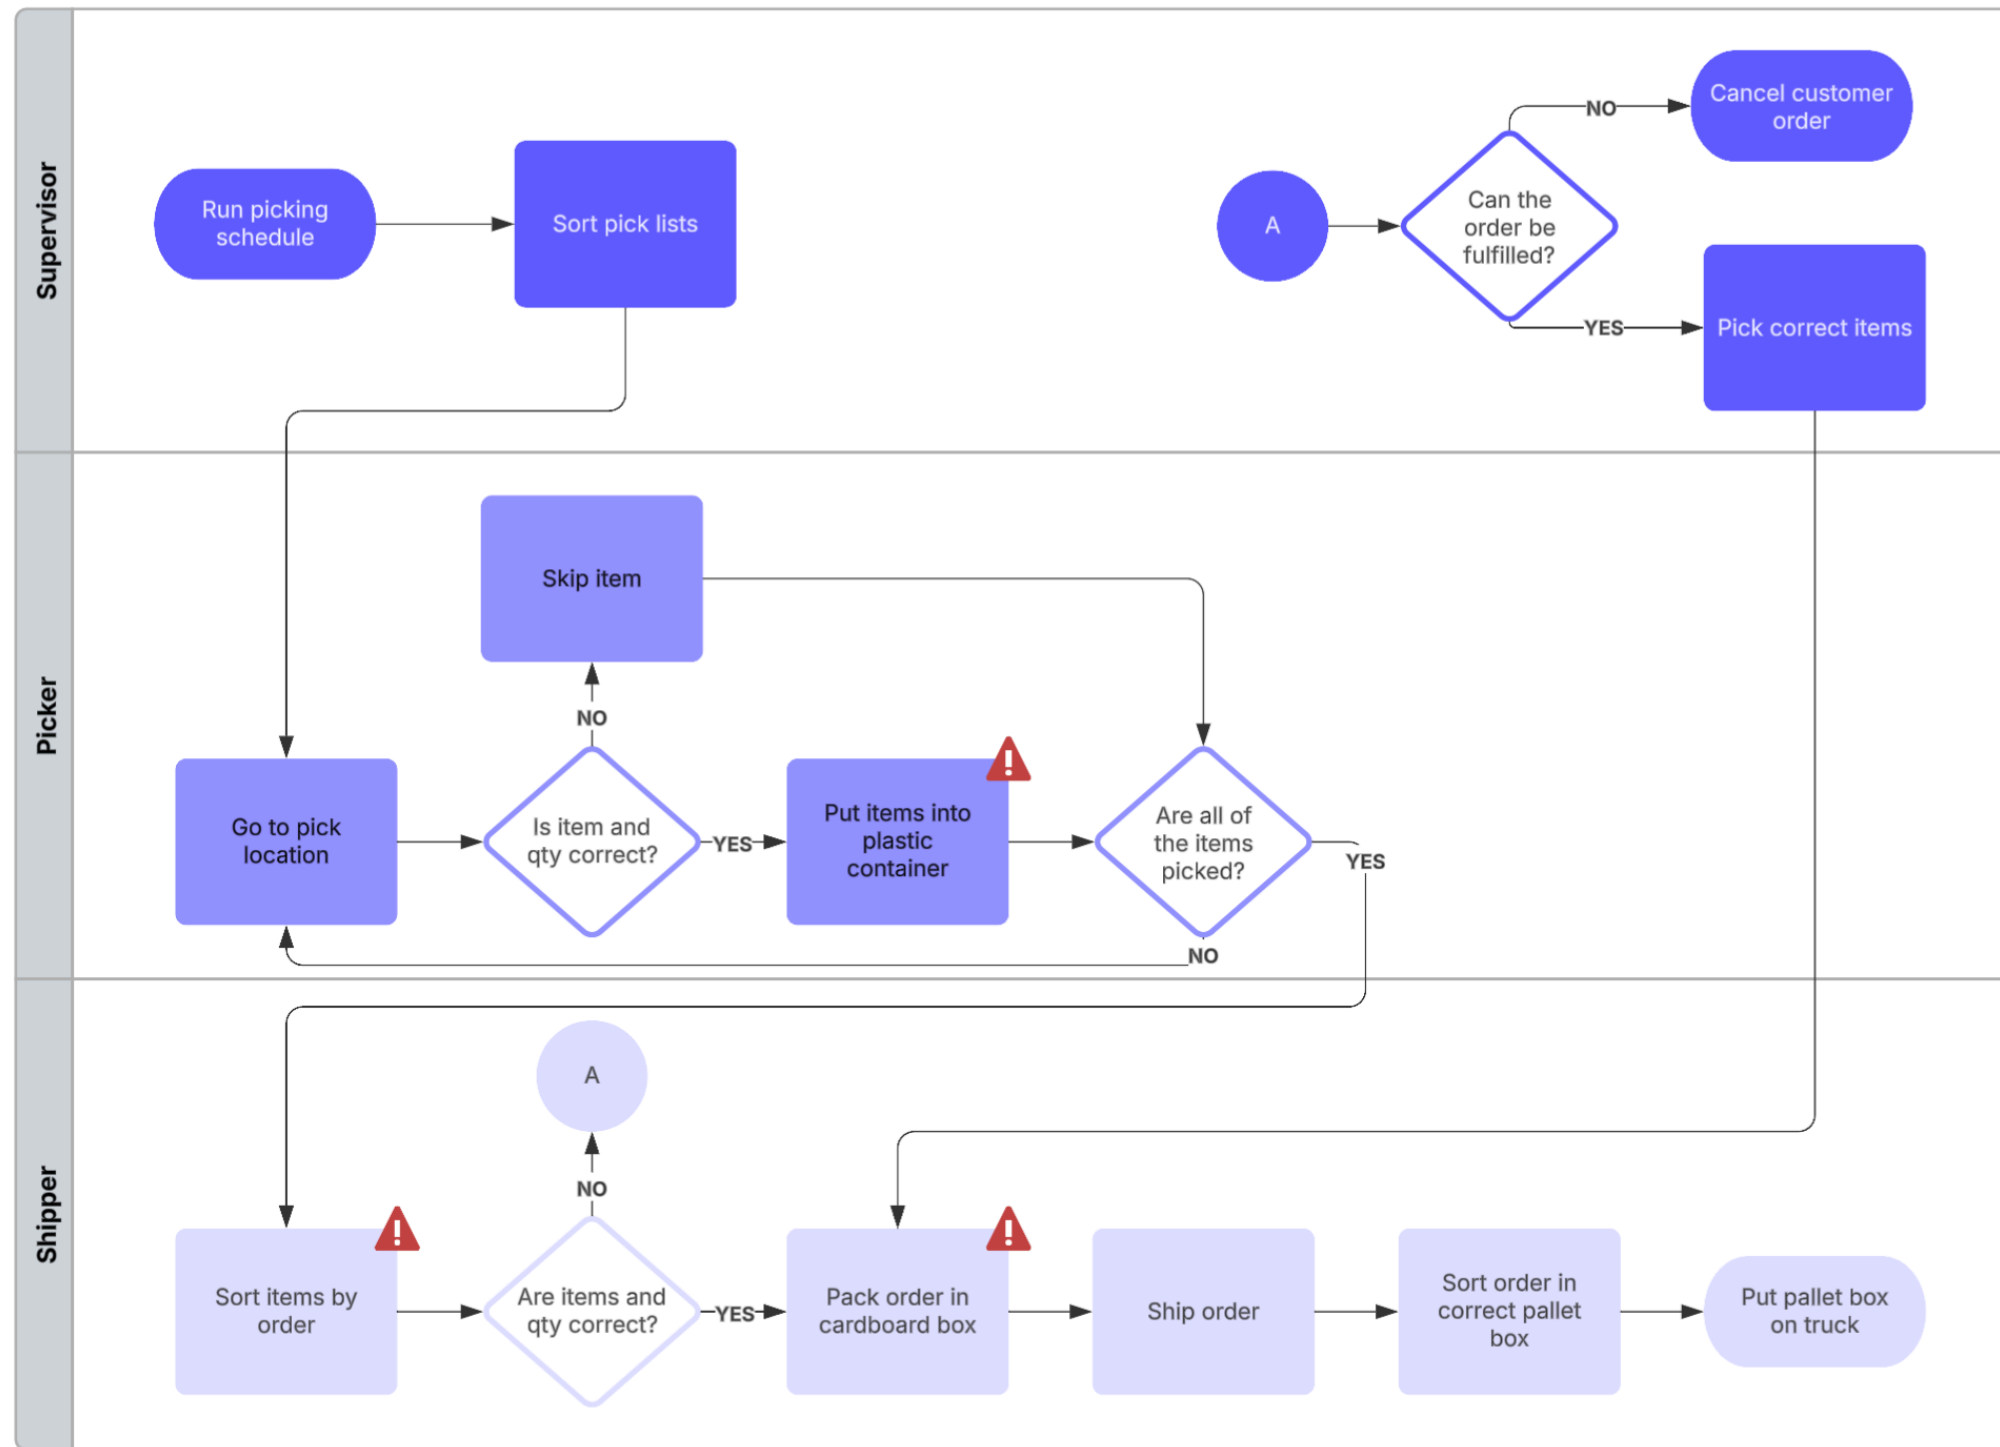 Supervisor
Run picking
schedule
Sort pick lists
A
Can the
order be
fulfilled?
NO
Cancel customer
order
YES
Pick correct items
Picker
Skip item
NO
Go to pick
location
Is item and
qty correct?
YES
Put items into
plastic
container
Are all of
the items
picked?
YES
NO
Shipper
A
NO
Sort items by
order
Are items and
qty correct?
YES
Pack order in
cardboard box
Ship order
Sort order in
correct pallet
box
Put pallet box
on truck